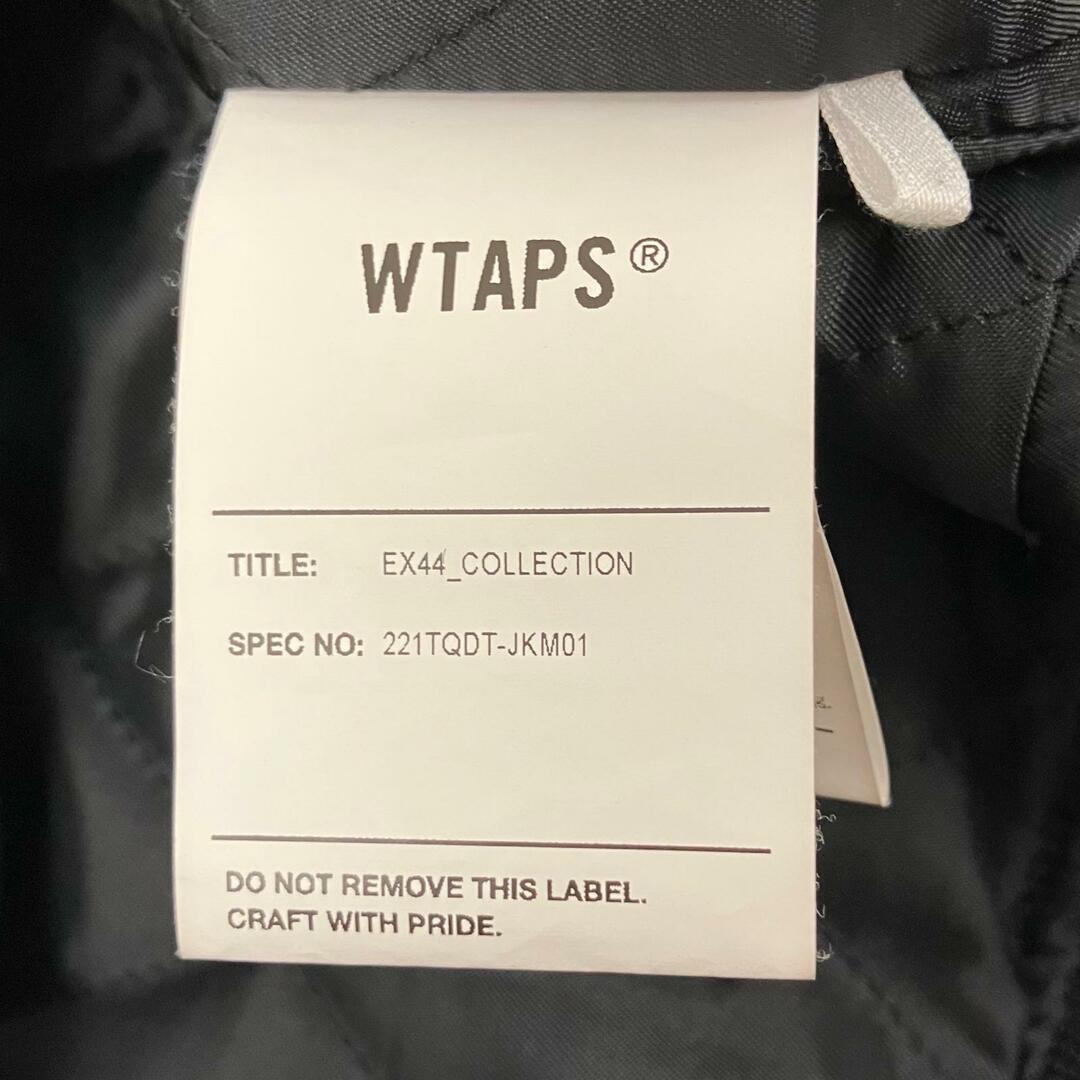 WTAPS®
TITLE: EX44_COLLECTION
SPEC NO: 221TQDT-JKM01
DO NOT REMOVE THIS LABEL.
CRAFT WITH PRIDE.